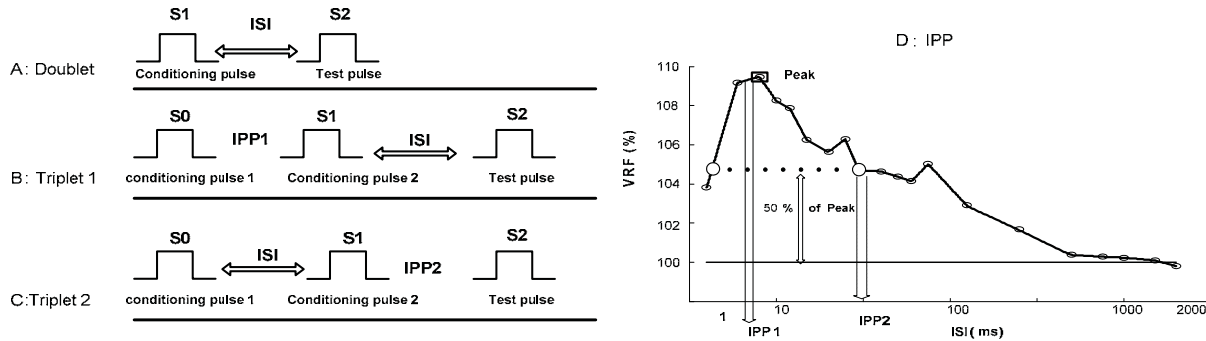 S1 ISI S2
A: Doublet
Conditioning pulse Test pulse
S0 IPP1 S1 ISI S2
B: Triplet 1
conditioning pulse 1 Conditioning pulse 2 Test pulse
S0 ISI S1 IPP2 S2
C:Triplet 2
conditioning pulse 1 Conditioning pulse 2 Test pulse
D: IPP
110
Peak
108
106
VRF (%)
104
50 % of Peak
102
100
1 10 100 1000 2000
IPP1 IPP2 ISI( ms)